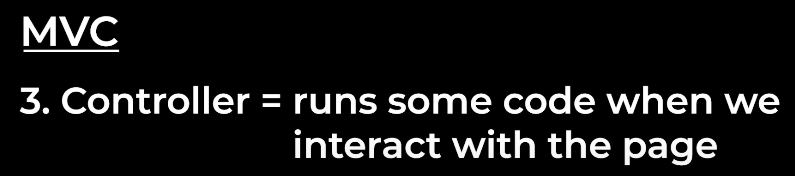 MVC
3. Controller = runs some code when we
interact with the page